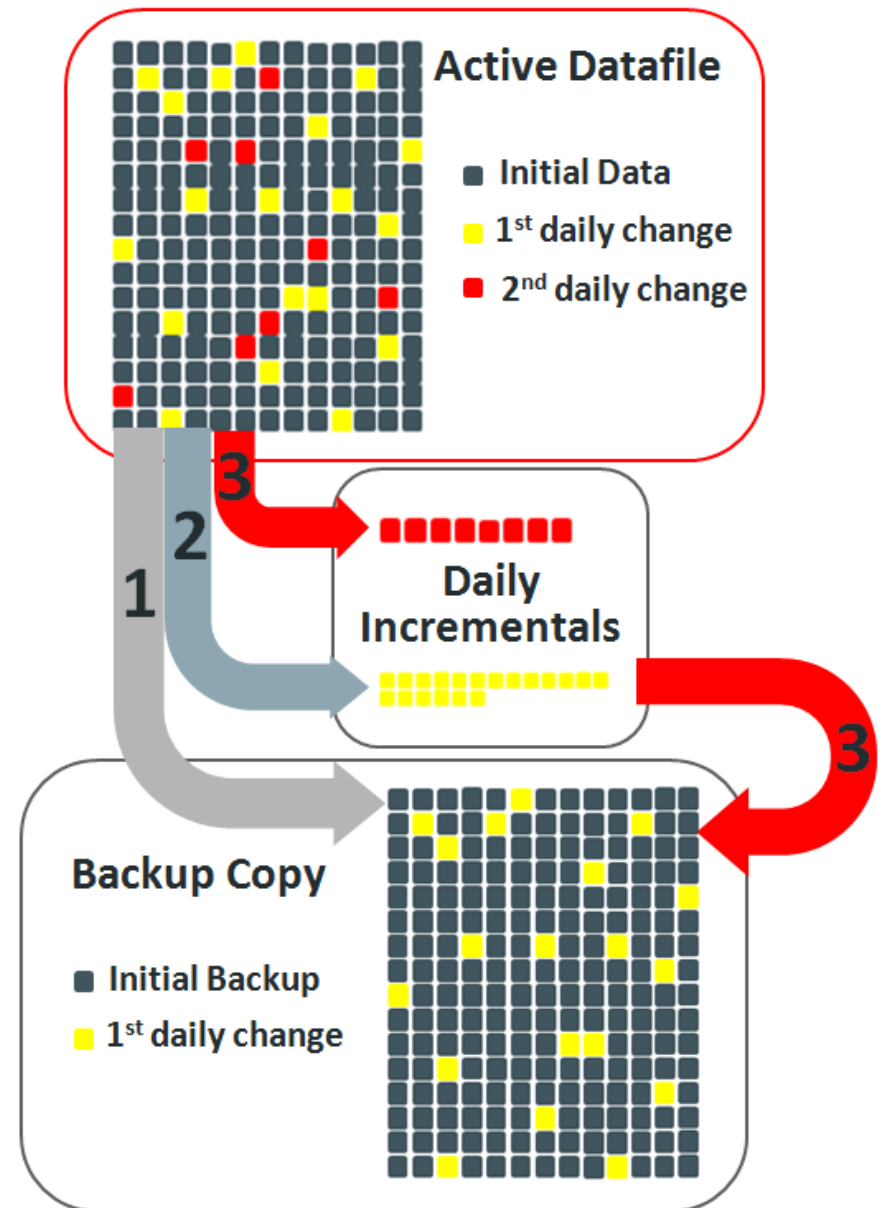 Active Datafile
Initial Data
1st daily change
2nd daily change
3
2
1
Daily
Incrementals
3
Backup Copy
Initial Backup
1st daily change